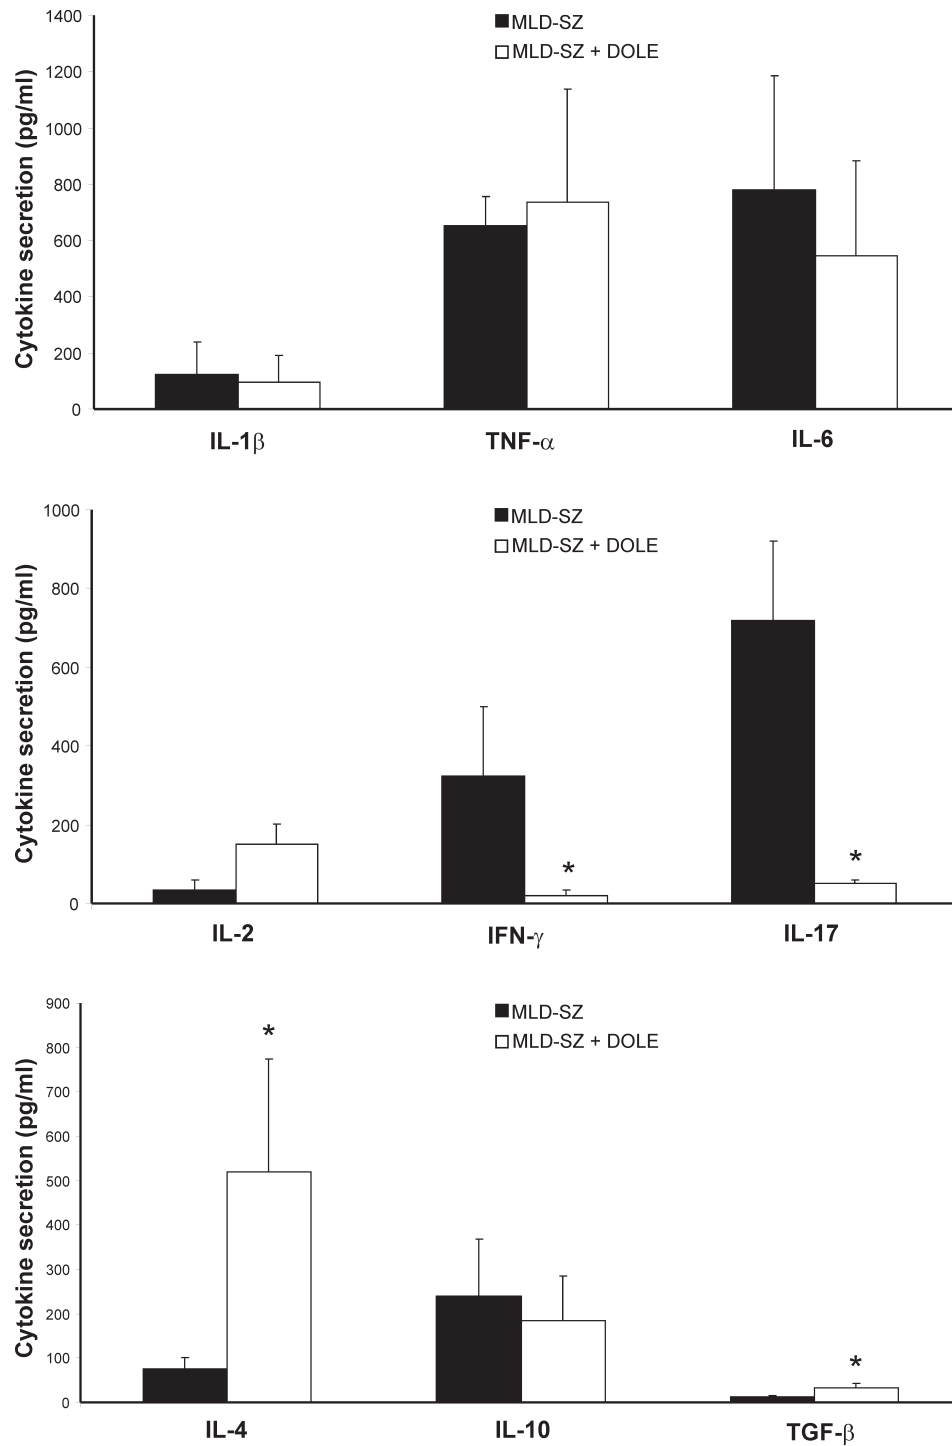 1400
1200
1000
800
600
400
200
0
Cytokine secretion (pg/ml)
MLD-SZ
MLD-SZ + DOLE
IL-1β
TNF-α
IL-6
1000
800
600
400
200
0
Cytokine secretion (pg/ml)
MLD-SZ
MLD-SZ + DOLE
*
*
IL-2
IFN-γ
IL-17
900
800
700
600
500
400
300
200
100
0
Cytokine secretion (pg/ml)
MLD-SZ
MLD-SZ + DOLE
*
*
IL-4
IL-10
TGF-β